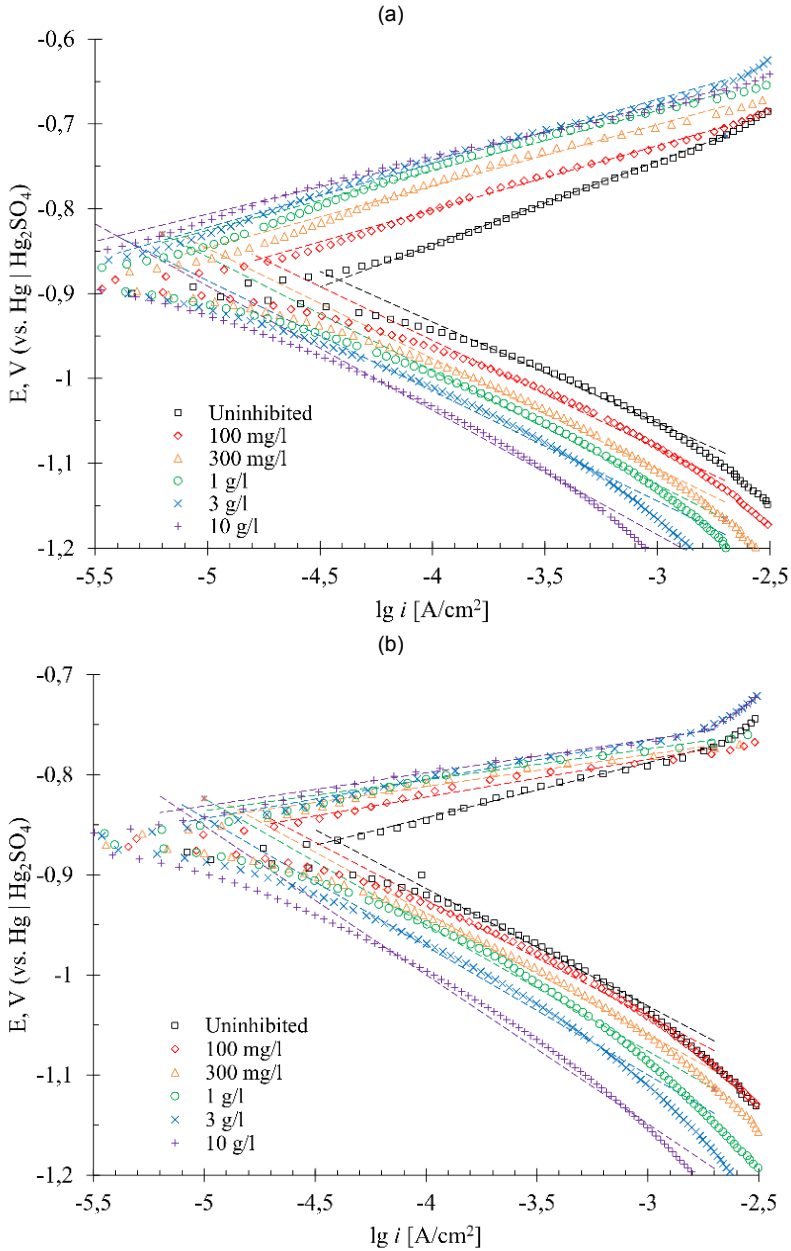 (a)
-0,6
-0,7
-0,8
-0,9
-1
-1,1
-1,2
E, V (vs. Hg | Hg₂SO₄)
Uninhibited
100 mg/l
300 mg/l
1 g/l
3 g/l
10 g/l
-5,5 -5 -4,5 -4 -3,5 -3 -2,5
lg i [A/cm²]
(b)
-0,7
-0,8
-0,9
-1
-1,1
-1,2
E, V (vs. Hg | Hg₂SO₄)
Uninhibited
100 mg/l
300 mg/l
1 g/l
3 g/l
10 g/l
-5,5 -5 -4,5 -4 -3,5 -3 -2,5
lg i [A/cm²]